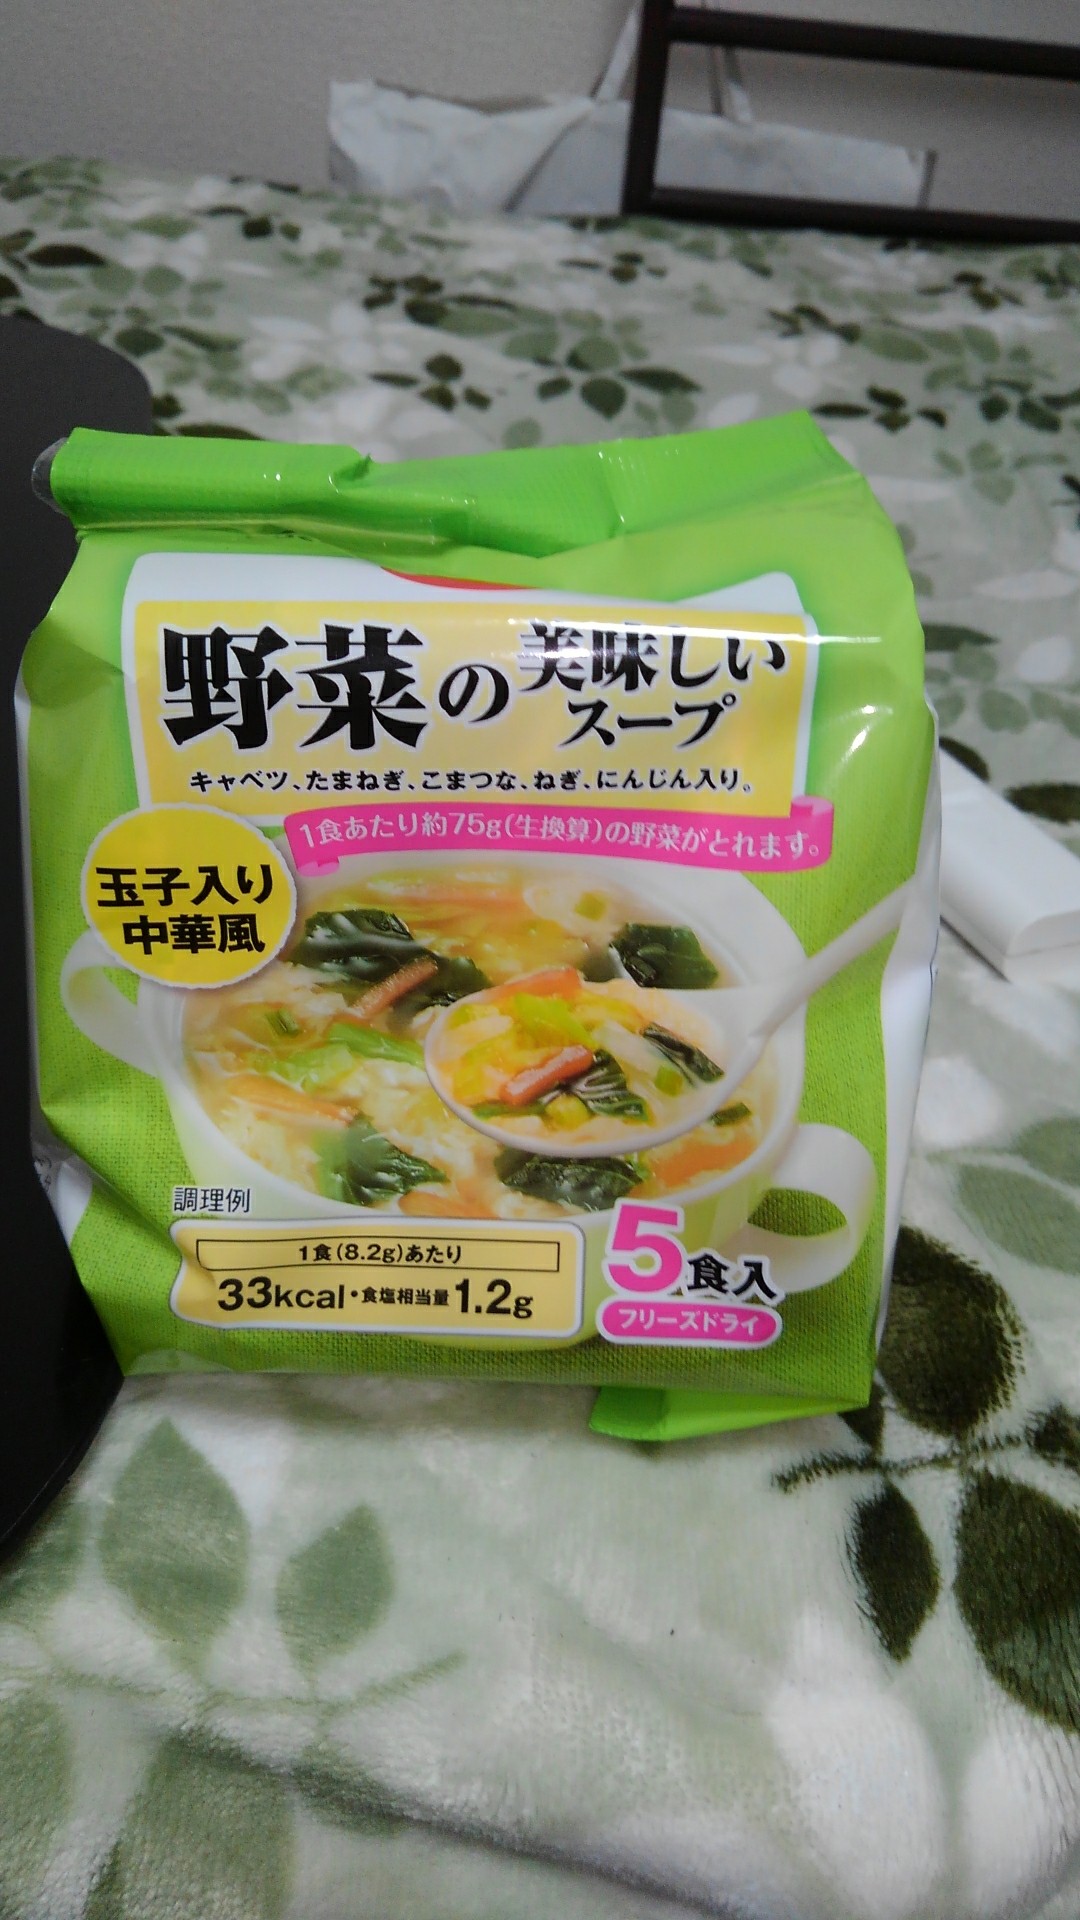 野菜の美味しいスープ
キャベツ、たまねぎ、こまつな、ねぎ、にんじん入り。
1食あたり約75g(生換算)の野菜がとれます。
玉子入り
中華風
調理例
1食(8.2g)あたり
33kcal・食塩相当量1.2g
5食入
フリーズドライ